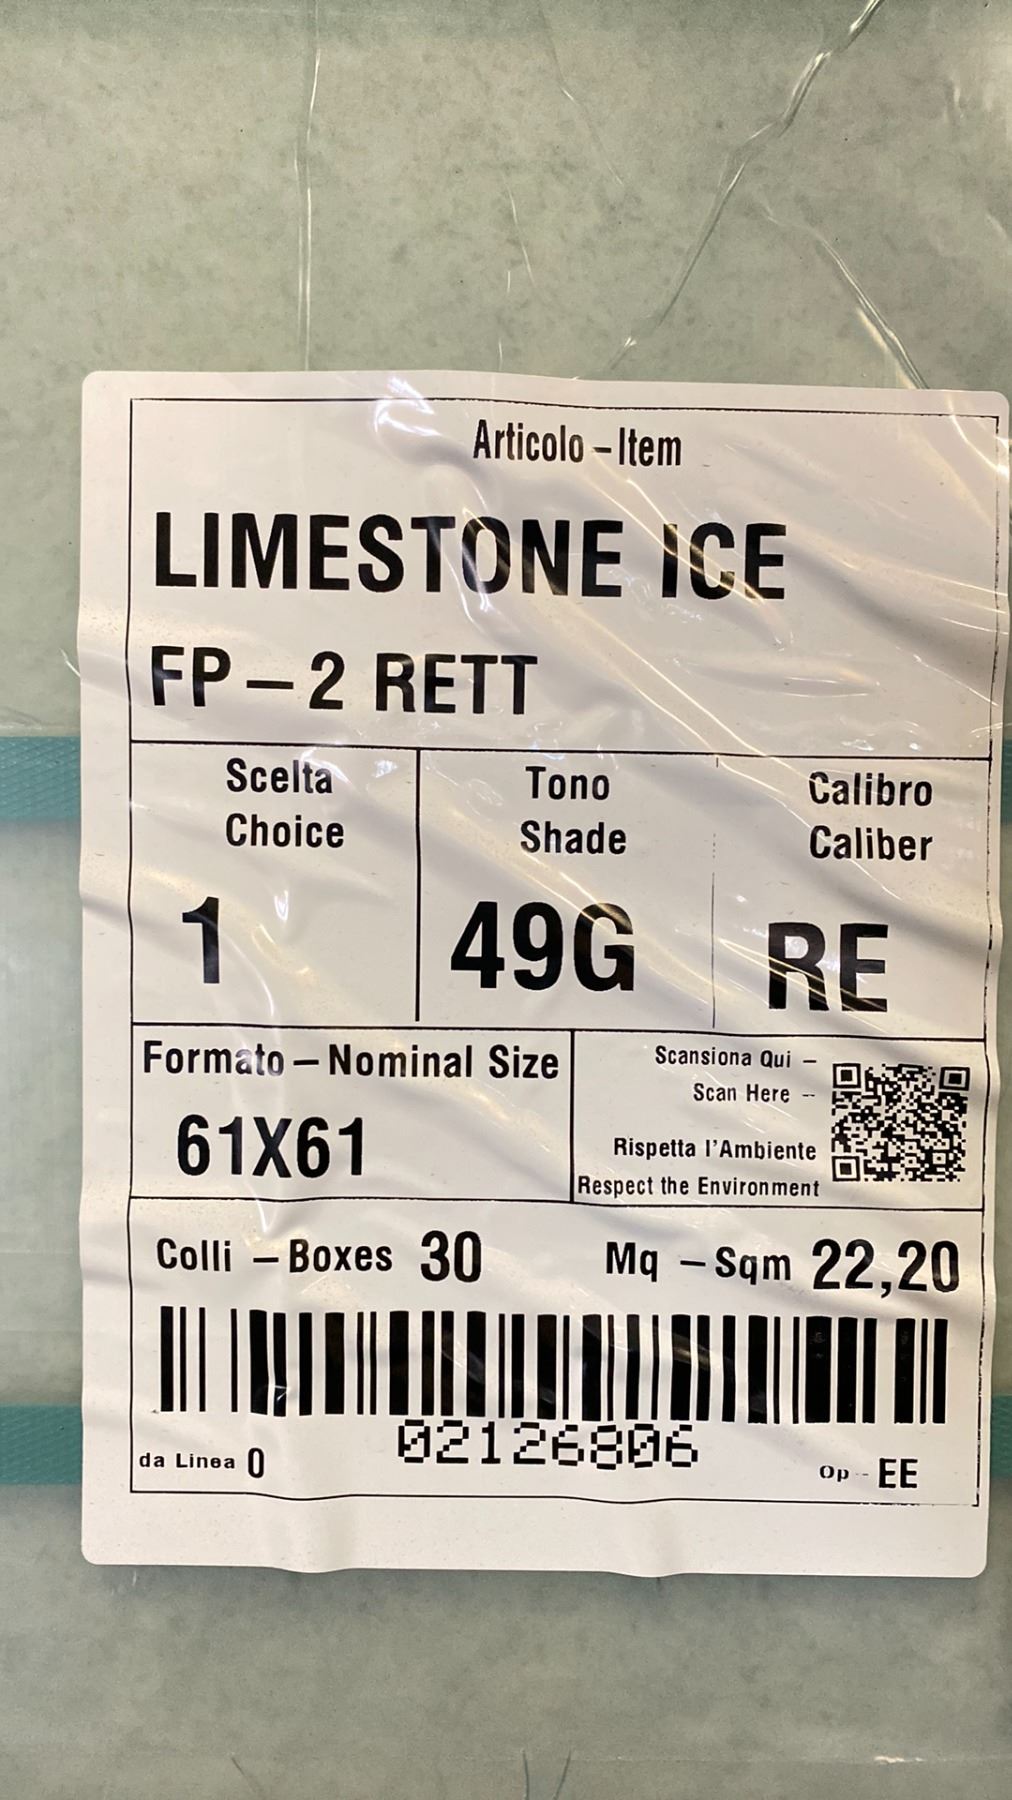 Articolo – Item
LIMESTONE ICE
FP – 2 RETT
Scelta
Choice
1
Tono
Shade
49G
Calibro
Caliber
RE
Formato – Nominal Size
61X61
Scansiona Qui –
Scan Here –
Rispetta l'Ambiente
Respect the Environment
Colli – Boxes 30
Mq – Sqm 22,20
02126806
da Linea 0
Op - EE